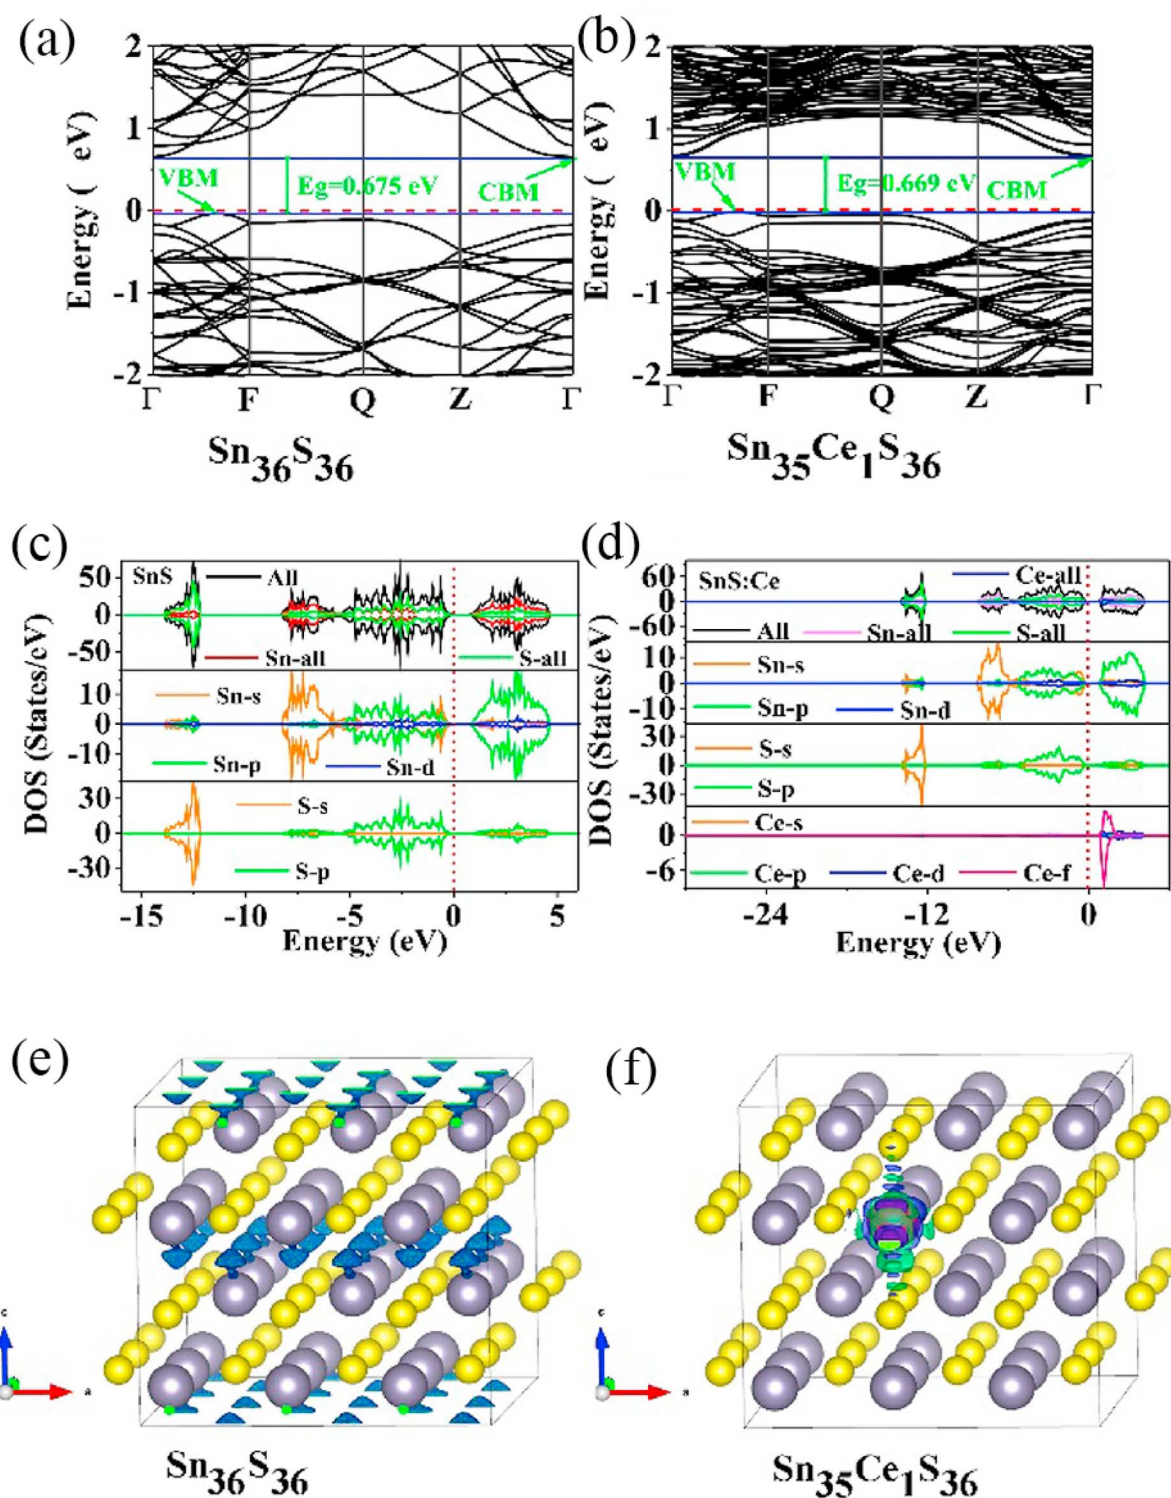 (a)
2
1
0
-1
-2
Energy ( eV)
VBM
Eg=0.675 eV
CBM
Γ F Q Z Γ
Sn36S36
(b)
2
1
0
-1
-2
Energy ( eV)
VBM
Eg=0.669 eV
CBM
Γ F Q Z Γ
Sn35Ce1S36
(c)
DOS (States/eV)
50
0
-50
SnS
All
Sn-all
S-all
10
0
-10
Sn-s
Sn-p
Sn-d
30
0
-30
S-s
S-p
-15 -10 -5 0 5
Energy (eV)
(d)
DOS (States/eV)
60
0
-60
SnS:Ce
Ce-all
All
Sn-all
S-all
10
0
-10
Sn-s
Sn-p
Sn-d
30
0
-30
S-s
S-p
0
-6
Ce-s
Ce-p
Ce-d
Ce-f
-24 -12 0
Energy (eV)
(e)
c
a
Sn36S36
(f)
c
a
Sn35Ce1S36